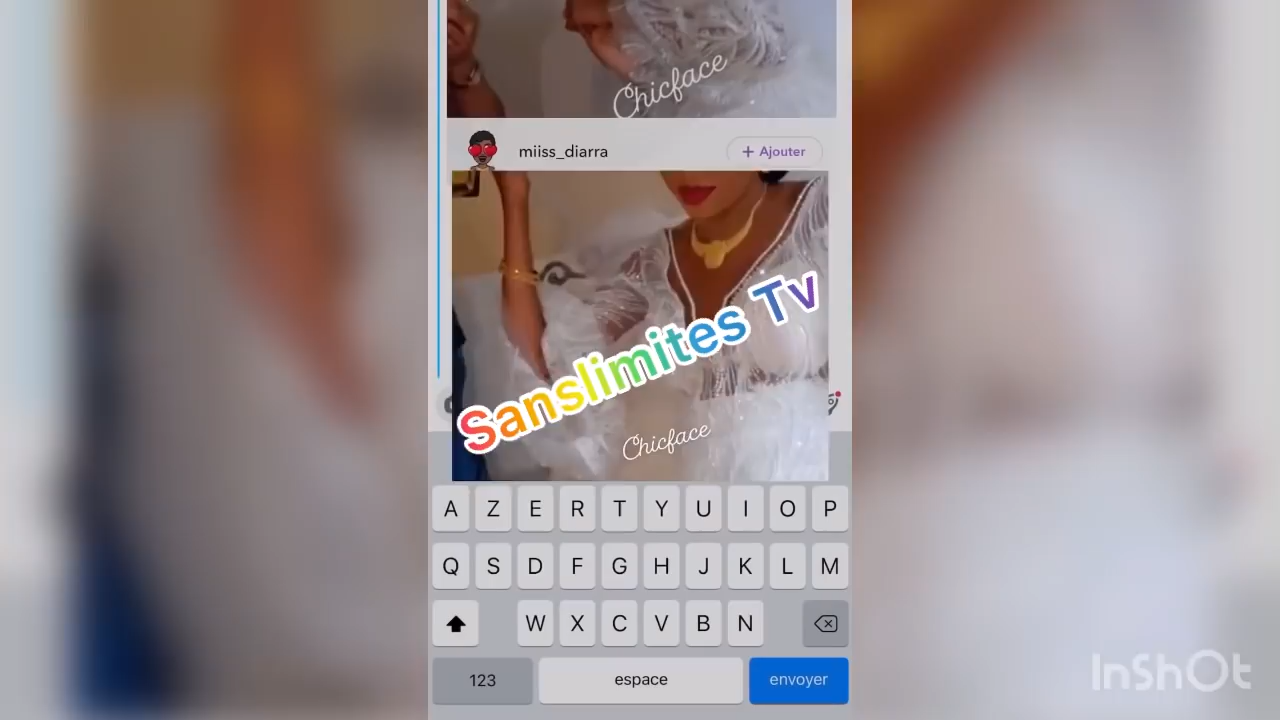 Chicface
miiss_diarra
+ Ajouter
Sanslimites Tv
Chicface
A Z E R T Y U I O P
Q S D F G H J K L M
W X C V B N
123 espace envoyer
InShOt